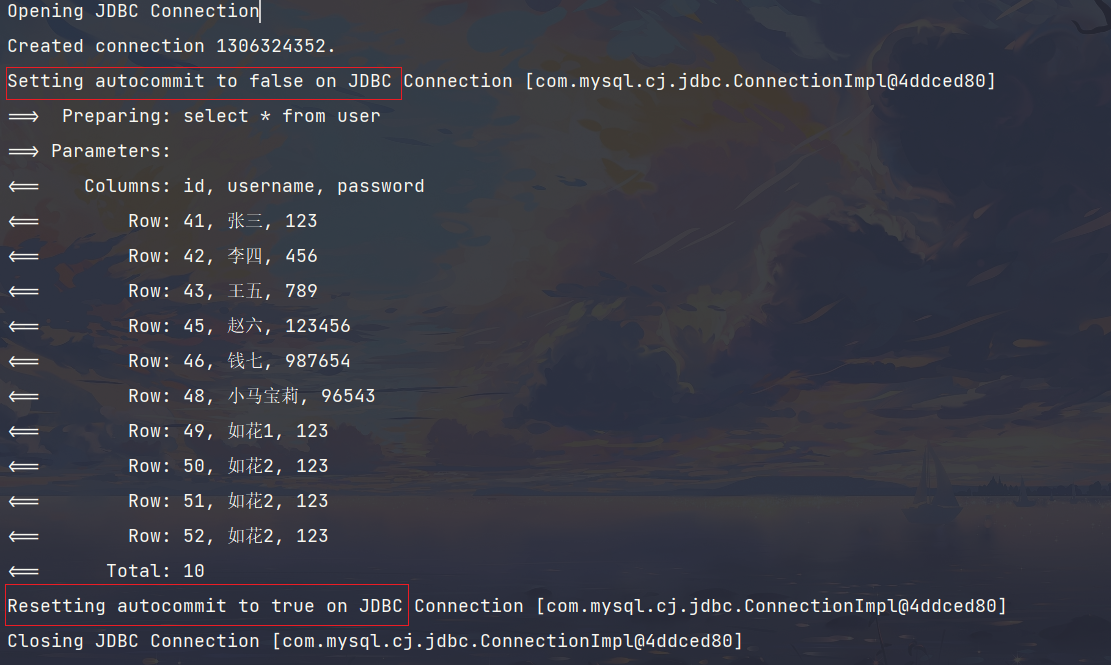 Opening JDBC Connection
Created connection 1306324352.
Setting autocommit to false on JDBC Connection [com.mysql.cj.jdbc.ConnectionImpl@4ddced80]
==>  Preparing: select * from user
==> Parameters:
<==    Columns: id, username, password
<==        Row: 41, 张三, 123
<==        Row: 42, 李四, 456
<==        Row: 43, 王五, 789
<==        Row: 45, 赵六, 123456
<==        Row: 46, 钱七, 987654
<==        Row: 48, 小马宝莉, 96543
<==        Row: 49, 如花1, 123
<==        Row: 50, 如花2, 123
<==        Row: 51, 如花2, 123
<==        Row: 52, 如花2, 123
<==      Total: 10
Resetting autocommit to true on JDBC Connection [com.mysql.cj.jdbc.ConnectionImpl@4ddced80]
Closing JDBC Connection [com.mysql.cj.jdbc.ConnectionImpl@4ddced80]